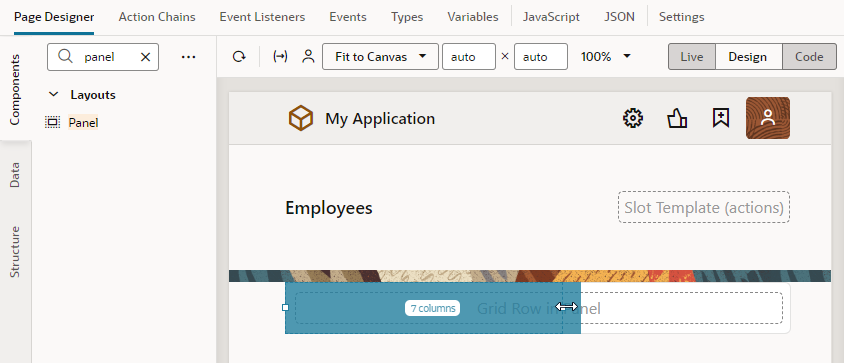 Page Designer Action Chains Event Listeners Events Types Variables JavaScript JSON Settings
Components
Data
Structure
panel
Layouts
Panel
Fit to Canvas auto × auto 100% Live Design Code
My Application
Employees Slot Template (actions)
7 columns Grid Row in nel